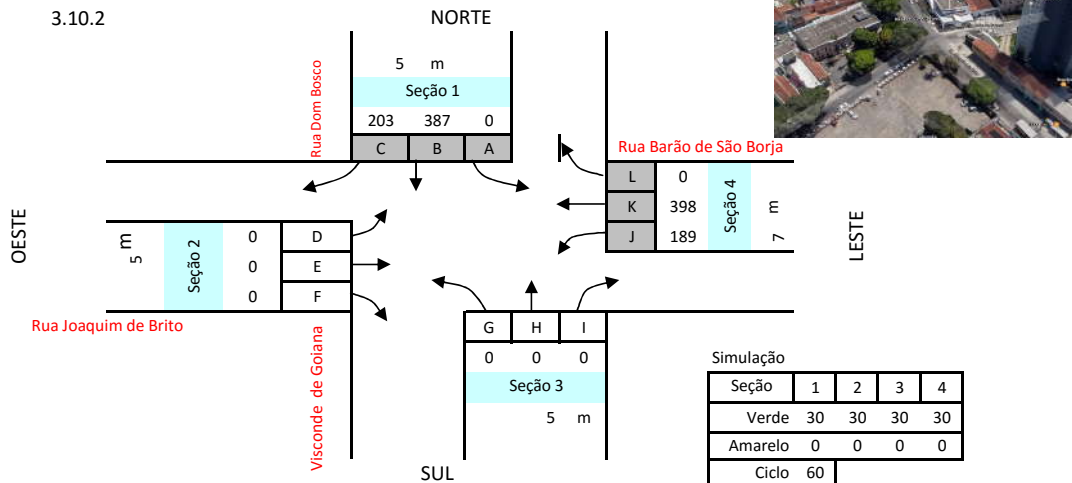 3.10.2
NORTE
Rua Dom Bosco
5 m
Seção 1
203 387 0
C B A
Rua Barão de São Borja
L 0
K 398
J 189
Seção 4
7 m
LESTE
OESTE
5 m
Seção 2
0 D
0 E
0 F
Rua Joaquim de Brito
Visconde de Goiana
G H I
0 0 0
Seção 3
5 m
SUL
Simulação
Seção 1 2 3 4
Verde 30 30 30 30
Amarelo 0 0 0 0
Ciclo 60